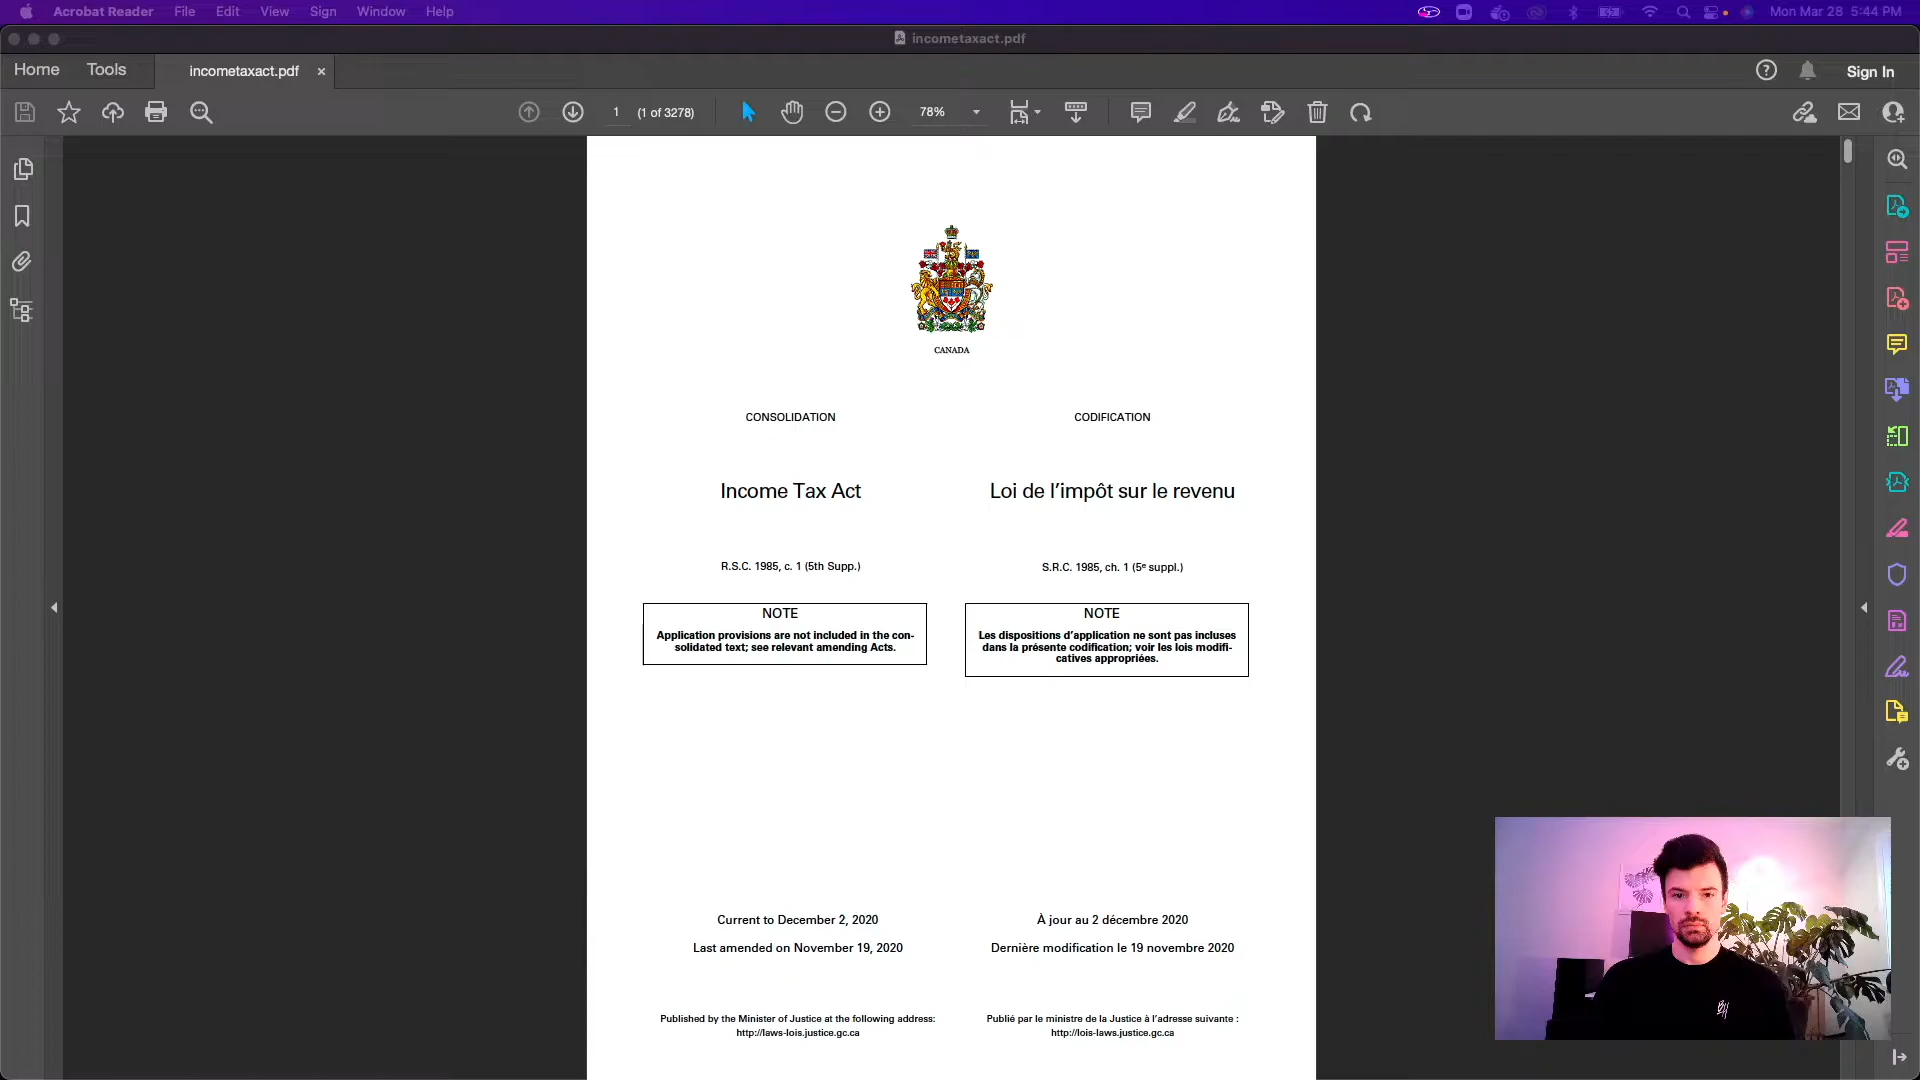 Acrobat Reader File Edit View Sign Window Help Mon Mar 28 5:44 PM
incometaxact.pdf
Home Tools incometaxact.pdf Sign In
1 (1 of 3278) 78%
CANADA
CONSOLIDATION
CODIFICATION
Income Tax Act
Loi de l’impôt sur le revenu
R.S.C. 1985, c. 1 (5th Supp.)
S.R.C. 1985, ch. 1 (5e suppl.)
NOTE
Application provisions are not included in the con-
solidated text; see relevant amending Acts.
NOTE
Les dispositions d’application ne sont pas incluses
dans la présente codification; voir les lois modifi-
catives appropriées.
Current to December 2, 2020
Last amended on November 19, 2020
À jour au 2 décembre 2020
Dernière modification le 19 novembre 2020
Published by the Minister of Justice at the following address:
http://laws-lois.justice.gc.ca
Publié par le ministre de la Justice à l’adresse suivante :
http://lois-laws.justice.gc.ca